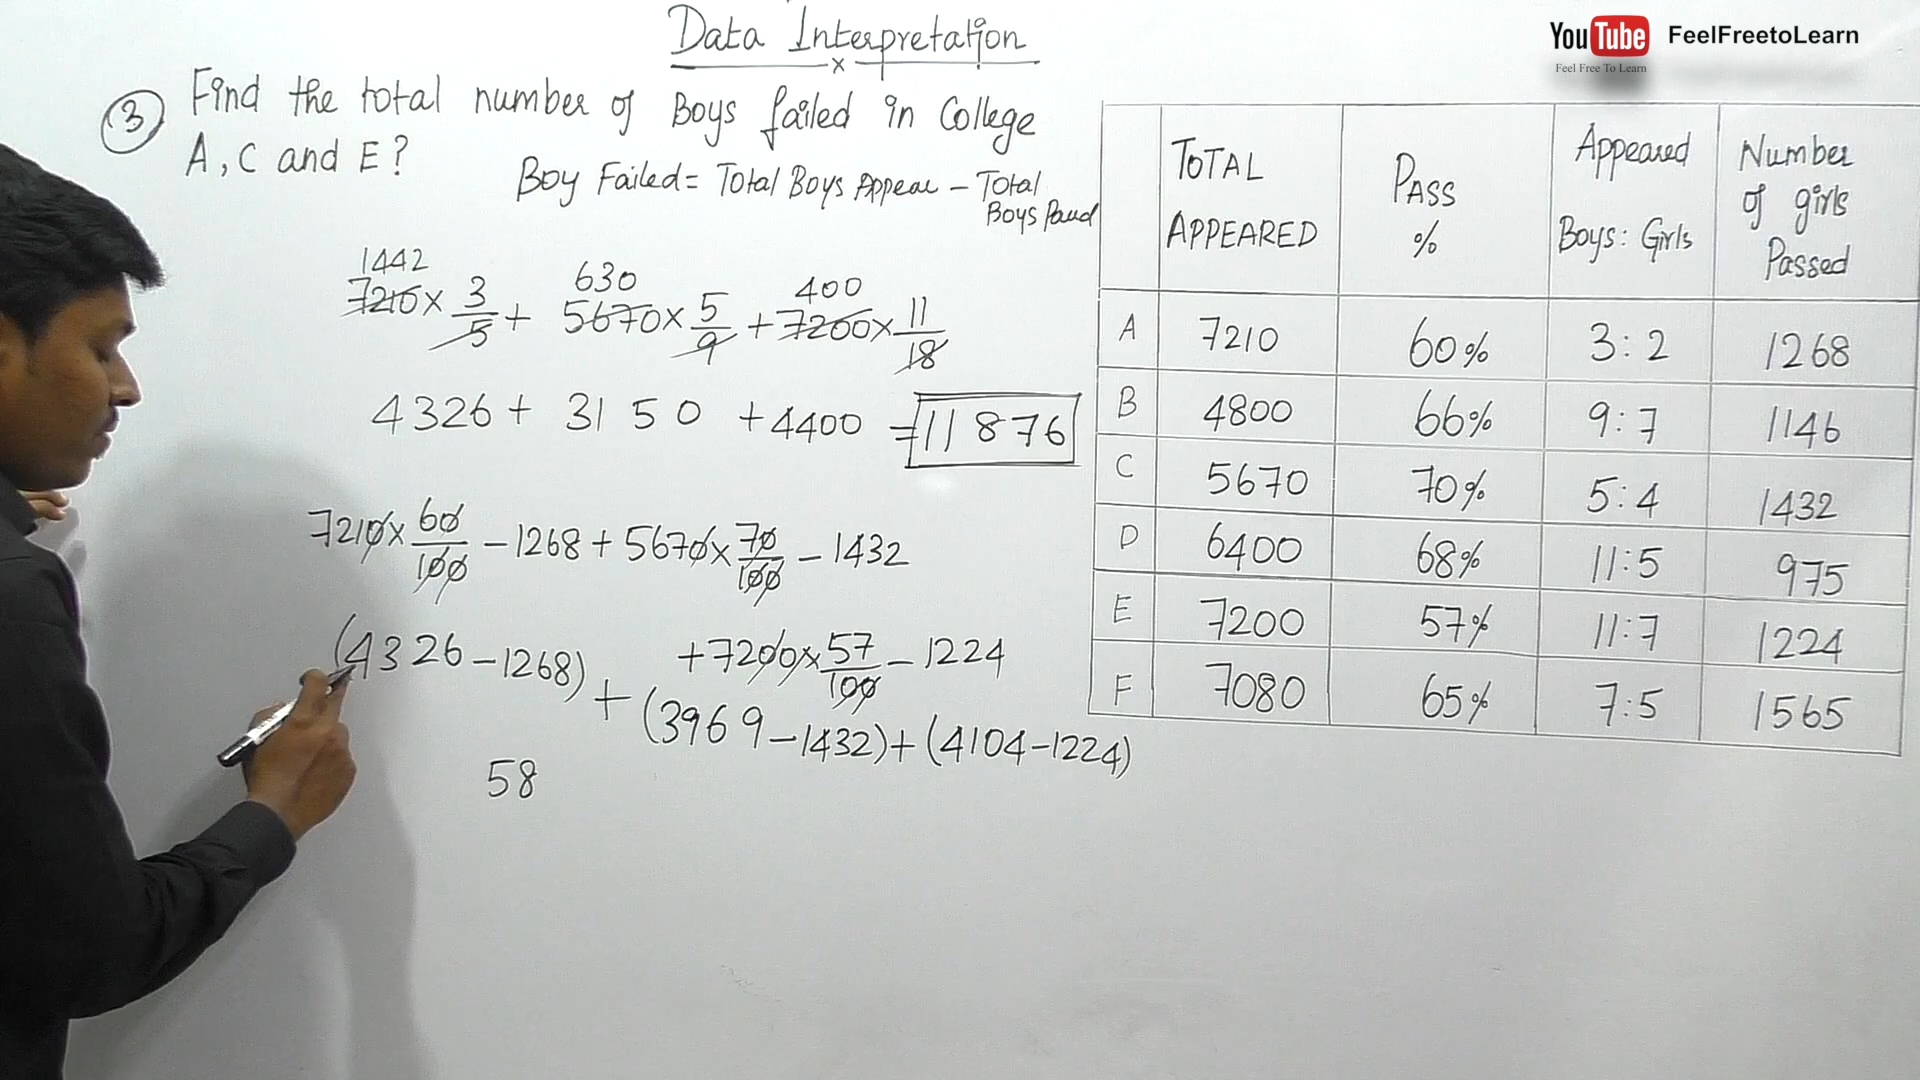 Data Interpretation
x
YouTube FeelFreetoLearn
Feel Free To Learn
3 Find the total number of Boys failed in College
A, C and E?
Boy Failed = Total Boys Appear - Total
Boys Passed
1442 630 400
7210 x 3/5 + 5670 x 5/9 + 7200 x 11/18
4326 + 3150 + 4400 = 11876
7210 x 60/100 - 1268 + 5670 x 70/100 - 1432
+ 7200 x 57/100 - 1224
(4326 - 1268) + (3969 - 1432) + (4104 - 1224)
58
TOTAL APPEARED PASS % Appeared Boys : Girls Number of girls Passed
A 7210 60% 3:2 1268
B 4800 66% 9:7 1146
C 5670 70% 5:4 1432
D 6400 68% 11:5 975
E 7200 57% 11:7 1224
F 7080 65% 7:5 1565